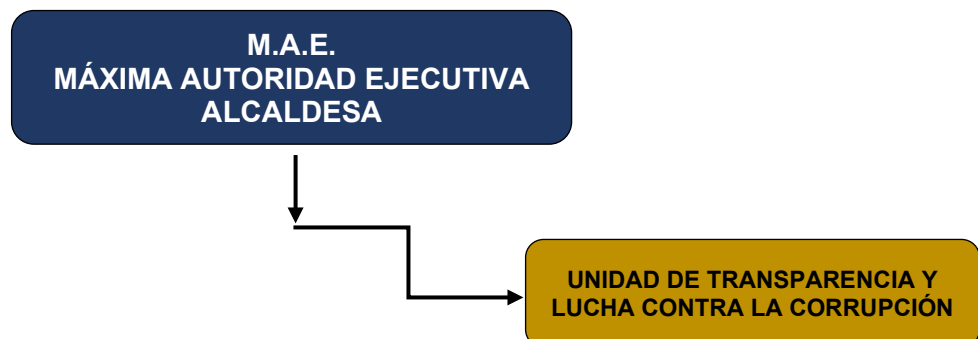 M.A.E.
MÁXIMA AUTORIDAD EJECUTIVA
ALCALDESA
UNIDAD DE TRANSPARENCIA Y
LUCHA CONTRA LA CORRUPCIÓN